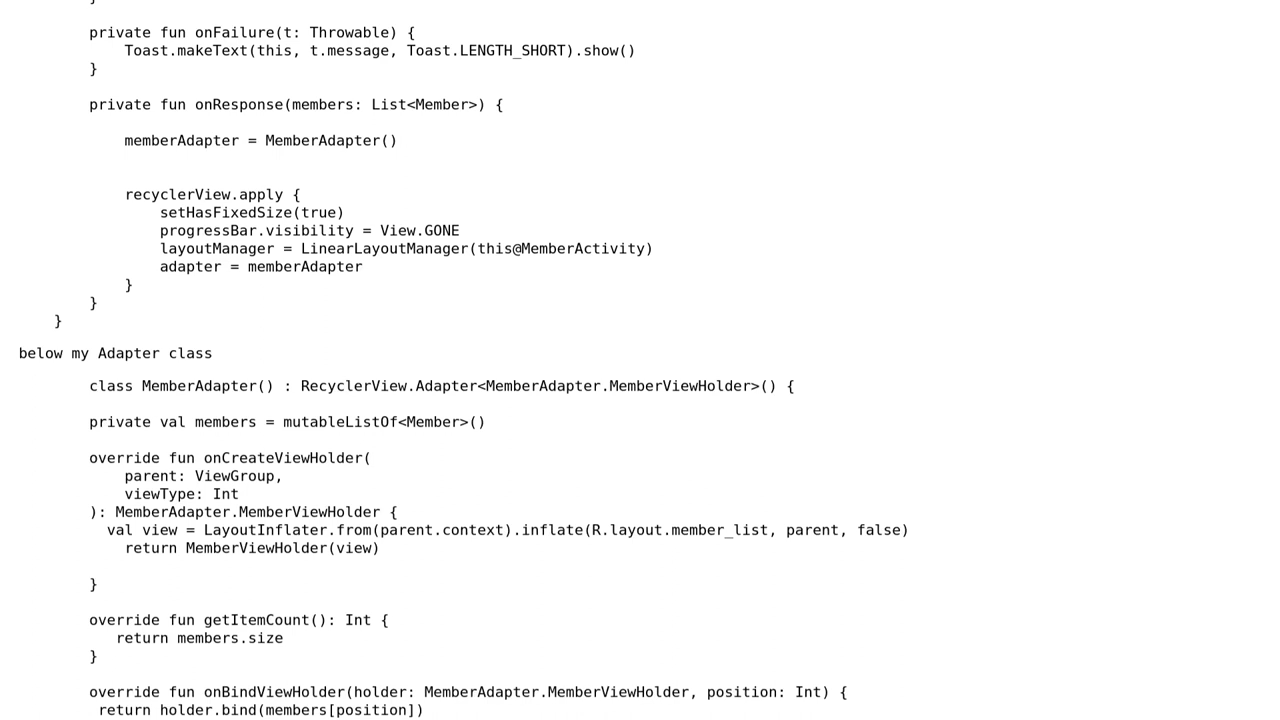 }
private fun onFailure(t: Throwable) {
Toast.makeText(this, t.message, Toast.LENGTH_SHORT).show()
}
private fun onResponse(members: List<Member>) {
memberAdapter = MemberAdapter()
recyclerView.apply {
setHasFixedSize(true)
progressBar.visibility = View.GONE
layoutManager = LinearLayoutManager(this@MemberActivity)
adapter = memberAdapter
}
}
}
below my Adapter class
class MemberAdapter() : RecyclerView.Adapter<MemberAdapter.MemberViewHolder>() {
private val members = mutableListOf<Member>()
override fun onCreateViewHolder(
parent: ViewGroup,
viewType: Int
): MemberAdapter.MemberViewHolder {
val view = LayoutInflater.from(parent.context).inflate(R.layout.member_list, parent, false)
return MemberViewHolder(view)
}
override fun getItemCount(): Int {
return members.size
}
override fun onBindViewHolder(holder: MemberAdapter.MemberViewHolder, position: Int) {
return holder.bind(members[position])